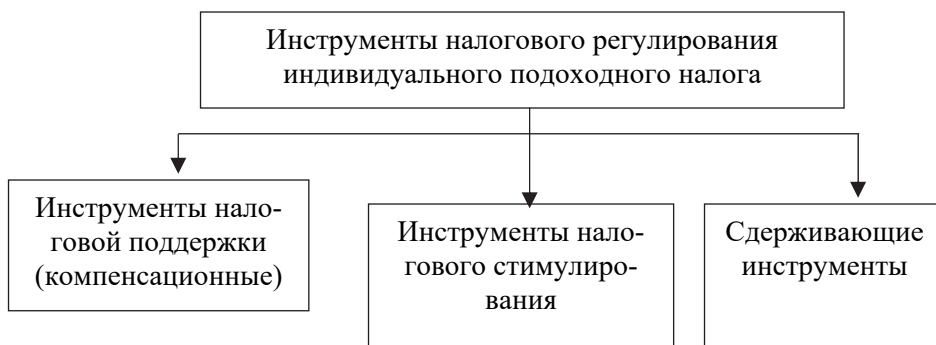 Инструменты налогового регулирования
индивидуального подоходного налога
Инструменты нало-
говой поддержки
(компенсационные)
Инструменты нало-
гового стимулиро-
вания
Сдерживающие
инструменты